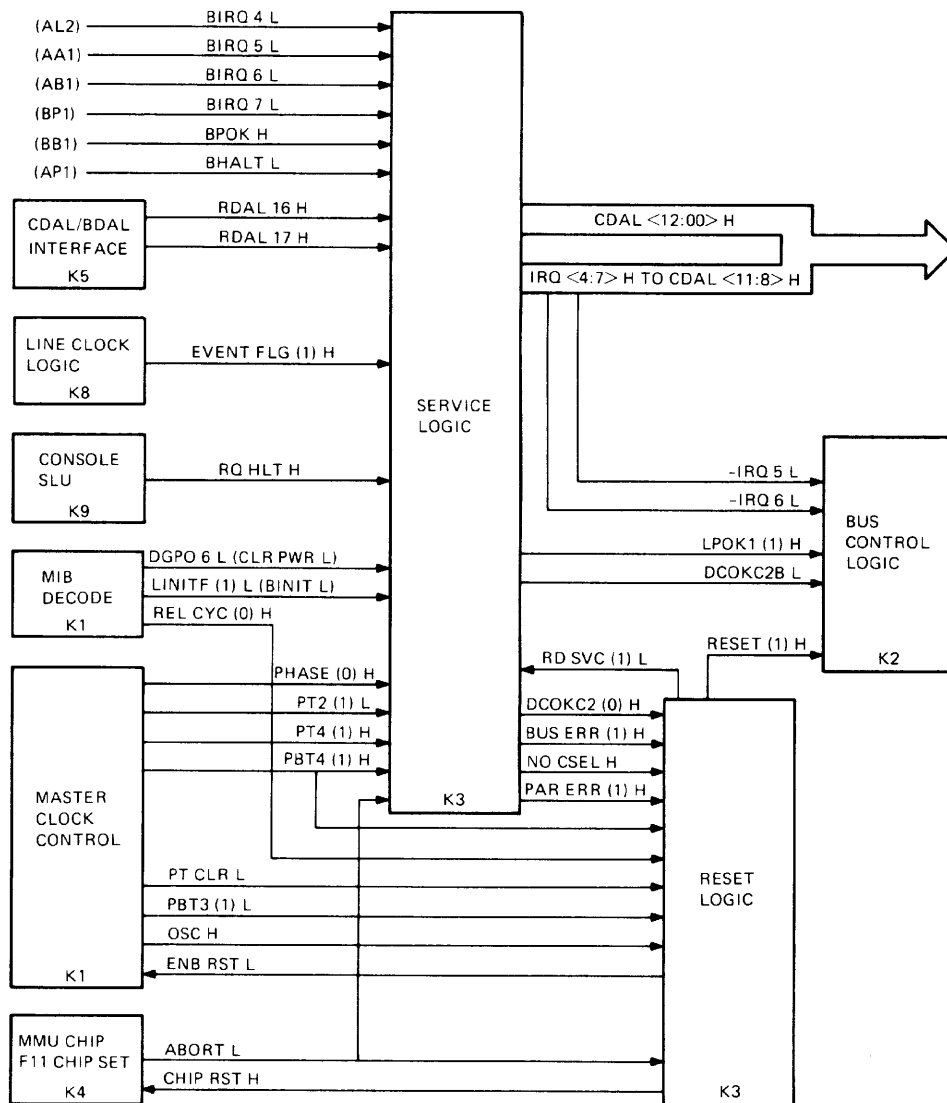 (AL2) BIRQ 4 L
(AA1) BIRQ 5 L
(AB1) BIRQ 6 L
(BP1) BIRQ 7 L
(BB1) BPOK H
(AP1) BHALT L
CDAL/BDAL
INTERFACE
K5
RDAL 16 H
RDAL 17 H
LINE CLOCK
LOGIC
K8
EVENT FLG (1) H
CONSOLE
SLU
K9
RQ HLT H
MIB
DECODE
K1
DGPO 6 L (CLR PWR L)
LINITF (1) L (BINIT L)
REL CYC (0) H
MASTER
CLOCK
CONTROL
K1
PHASE (0) H
PT2 (1) L
PT4 (1) H
PBT4 (1) H
PT CLR L
PBT3 (1) L
OSC H
ENB RST L
MMU CHIP
F11 CHIP SET
K4
ABORT L
CHIP RST H
SERVICE
LOGIC
K3
CDAL <12:00> H
IRQ <4:7> H TO CDAL <11:8> H
-IRQ 5 L
-IRQ 6 L
LPOK1 (1) H
DCOKC2B L
BUS
CONTROL
LOGIC
K2
RESET (1) H
RD SVC (1) L
DCOKC2 (0) H
BUS ERR (1) H
NO CSEL H
PAR ERR (1) H
RESET
LOGIC
K3